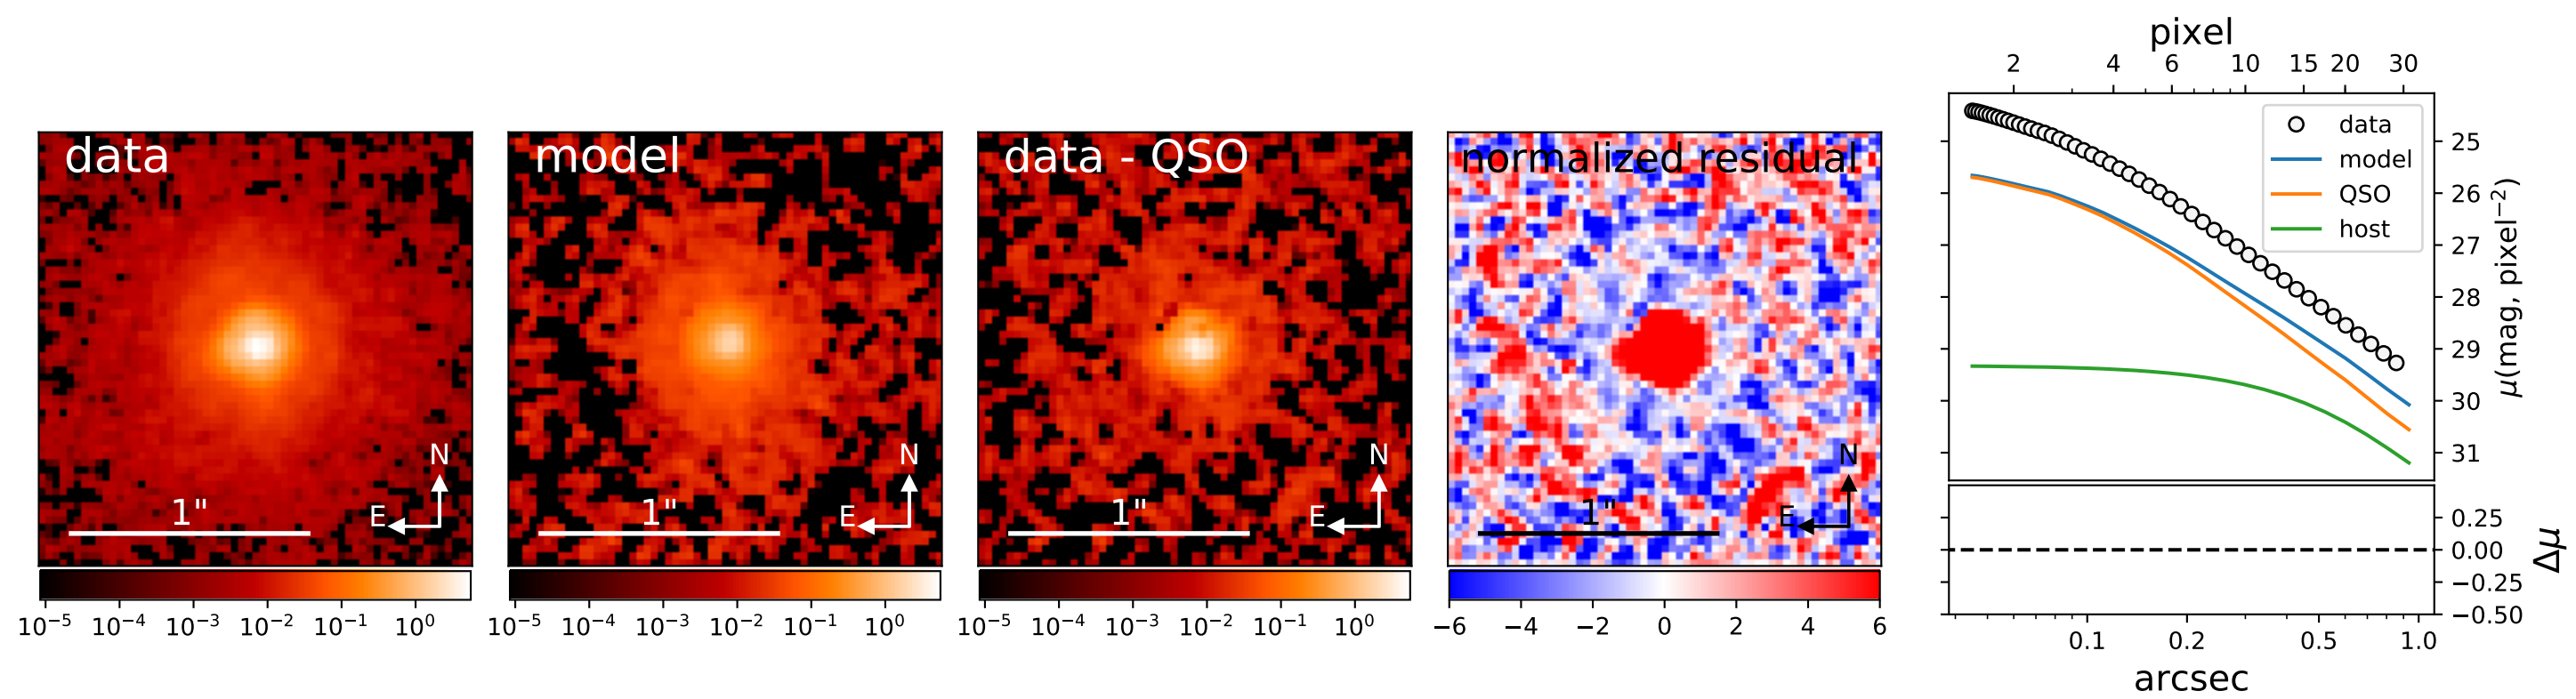 data
N
1"
E
10⁻⁵ 10⁻⁴ 10⁻³ 10⁻² 10⁻¹ 10⁰
model
N
1"
E
10⁻⁵ 10⁻⁴ 10⁻³ 10⁻² 10⁻¹ 10⁰
data - QSO
N
1"
E
10⁻⁵ 10⁻⁴ 10⁻³ 10⁻² 10⁻¹ 10⁰
normalized residual
N
1"
E
−6 −4 −2 0 2 4 6
pixel
2 4 6 10 15 20 30
data
model
QSO
host
25
26
27
28
29
30
31
μ(mag, pixel⁻²)
0.25
0.00
−0.25
−0.50
Δμ
0.1 0.2 0.5 1.0
arcsec